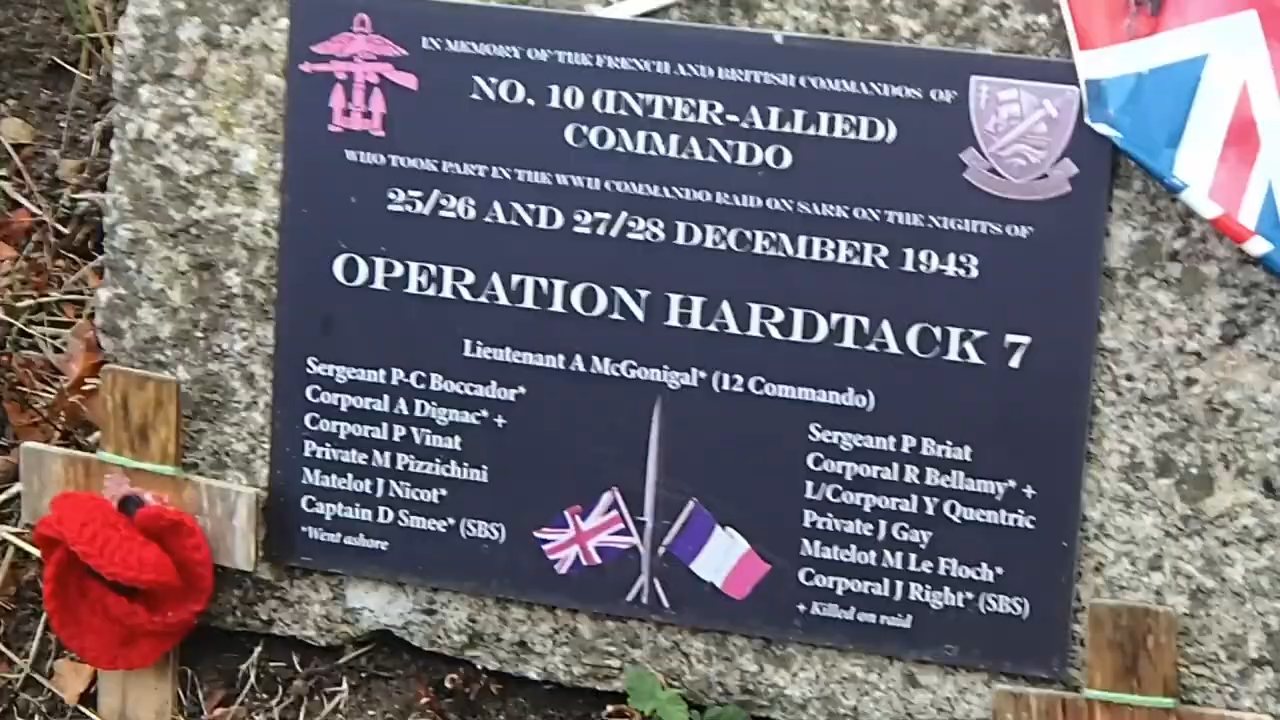 IN MEMORY OF THE FRENCH AND BRITISH COMMANDOS OF
NO. 10 (INTER-ALLIED)
COMMANDO
WHO TOOK PART IN THE WWII COMMANDO RAID ON SARK ON THE NIGHTS OF
25/26 AND 27/28 DECEMBER 1943
OPERATION HARDTACK 7
Lieutenant A McGonigal* (12 Commando)
Sergeant P-C Boccador*
Corporal A Dignac* +
Corporal P Vinat
Private M Pizzichini
Matelot J Nicot*
Captain D Smee* (SBS)
*Went ashore
Sergeant P Briat
Corporal R Bellamy* +
L/Corporal Y Quentric
Private J Gay
Matelot M Le Floch*
Corporal J Right* (SBS)
+ Killed on raid